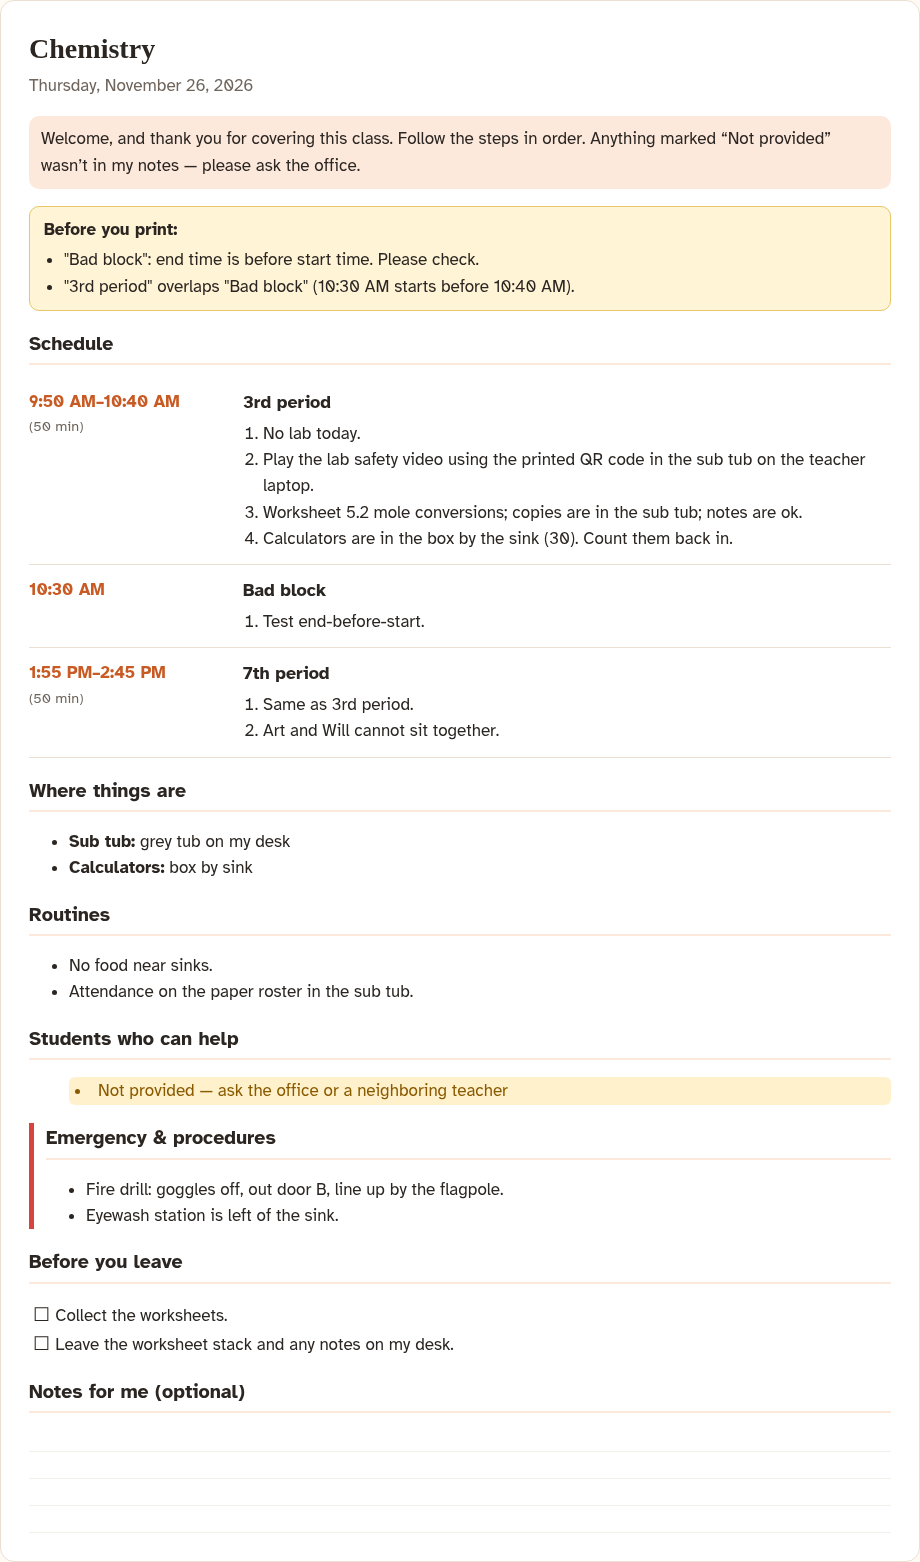 Chemistry
Thursday, November 26, 2026
Welcome, and thank you for covering this class. Follow the steps in order. Anything marked “Not provided”
wasn’t in my notes — please ask the office.
Before you print:
• "Bad block": end time is before start time. Please check.
• "3rd period" overlaps "Bad block" (10:30 AM starts before 10:40 AM).
Schedule
9:50 AM–10:40 AM
(50 min)
3rd period
1. No lab today.
2. Play the lab safety video using the printed QR code in the sub tub on the teacher
laptop.
3. Worksheet 5.2 mole conversions; copies are in the sub tub; notes are ok.
4. Calculators are in the box by the sink (30). Count them back in.
10:30 AM
Bad block
1. Test end-before-start.
1:55 PM–2:45 PM
(50 min)
7th period
1. Same as 3rd period.
2. Art and Will cannot sit together.
Where things are
• Sub tub: grey tub on my desk
• Calculators: box by sink
Routines
• No food near sinks.
• Attendance on the paper roster in the sub tub.
Students who can help
• Not provided — ask the office or a neighboring teacher
Emergency & procedures
• Fire drill: goggles off, out door B, line up by the flagpole.
• Eyewash station is left of the sink.
Before you leave
☐ Collect the worksheets.
☐ Leave the worksheet stack and any notes on my desk.
Notes for me (optional)